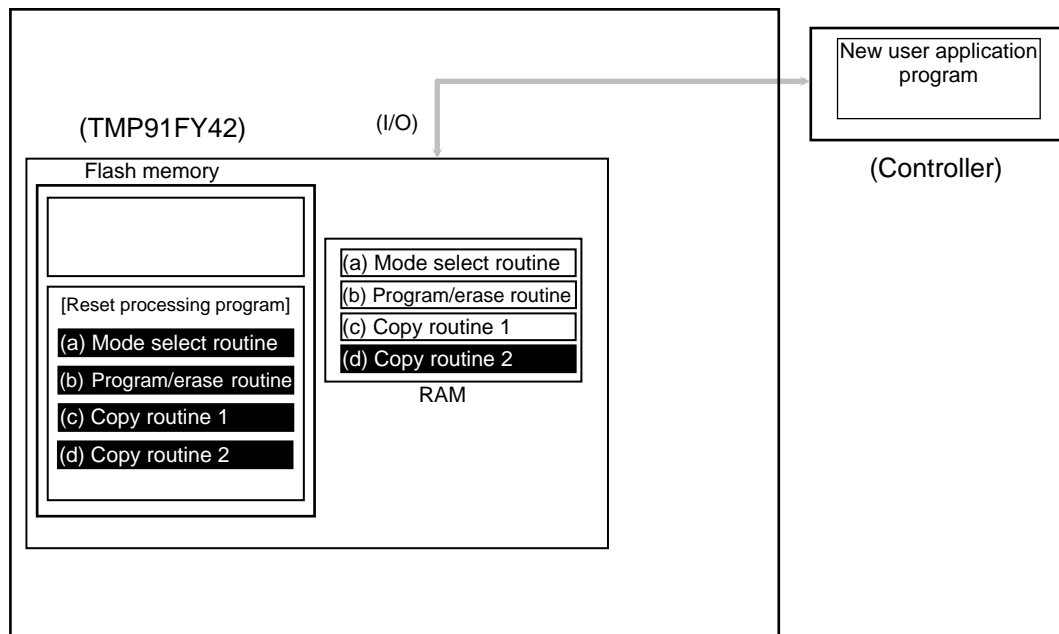 New user application
program
(Controller)
(I/O)
(TMP91FY42)
Flash memory
[Reset processing program]
(a) Mode select routine
(b) Program/erase routine
(c) Copy routine 1
(d) Copy routine 2
(a) Mode select routine
(b) Program/erase routine
(c) Copy routine 1
(d) Copy routine 2
RAM